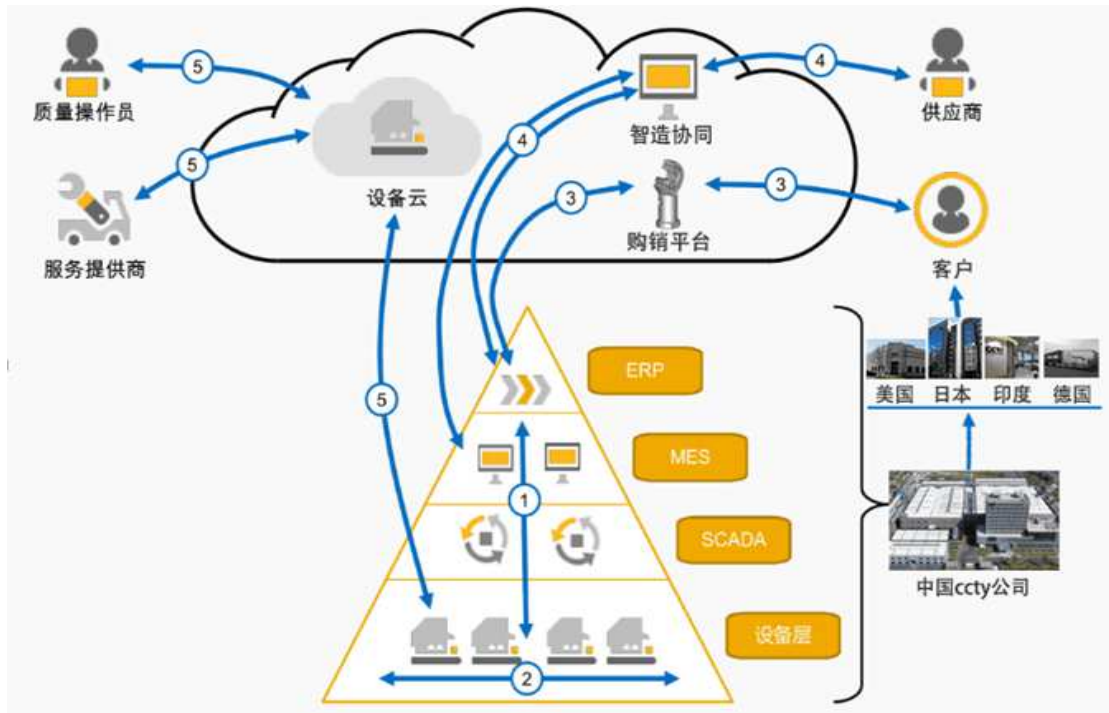 5
4
质量操作员
供应商
4
智造协同
5
3
3
设备云
购销平台
服务提供商
客户
ERP
美国 日本 印度 德国
5
MES
1
SCADA
中国ccty公司
设备层
2